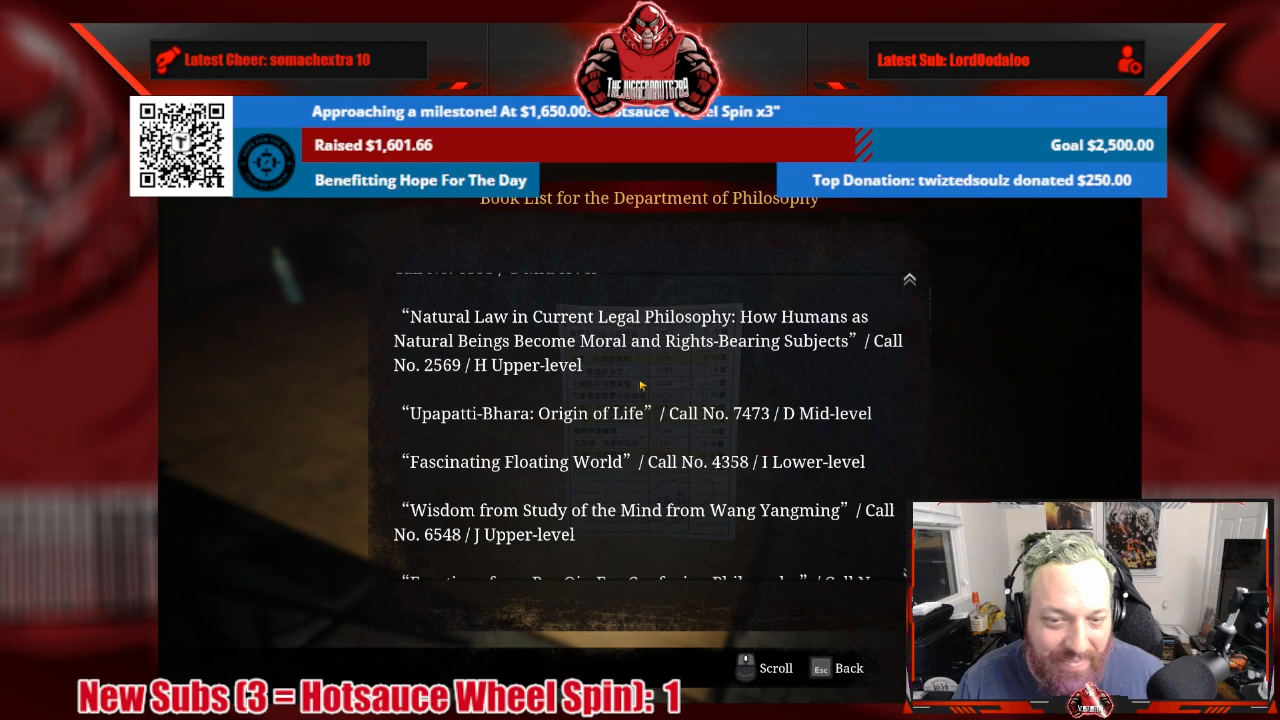 Latest Cheer: somachextra 10
THEJUGGERNAUT6789
Latest Sub: LordOodaloo
Approaching a milestone! At $1,650.00: Spin x3"
Raised $1,601.66
Goal $2,500.00
Benefitting Hope For The Day
Top Donation: twiztedsoulz donated $250.00
Book List for the Department of Philosophy
“Natural Law in Current Legal Philosophy: How Humans as
Natural Beings Become Moral and Rights-Bearing Subjects” / Call
No. 2569 / H Upper-level
“Upapatti-Bhara: Origin of Life” / Call No. 7473 / D Mid-level
“Fascinating Floating World” / Call No. 4358 / I Lower-level
“Wisdom from Study of the Mind from Wang Yangming” / Call
No. 6548 / J Upper-level
Scroll
Esc Back
New Subs (3 = Hotsauce Wheel Spin): 1